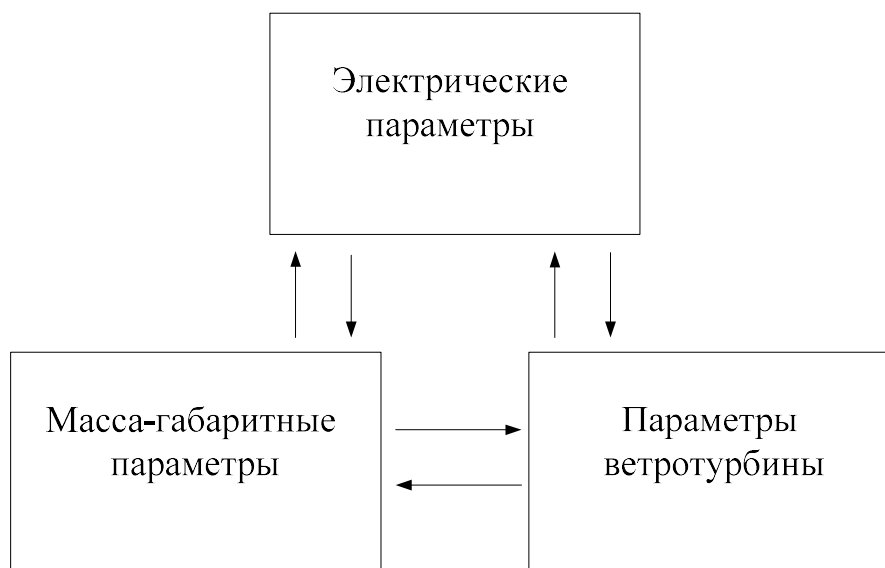 Электрические
параметры
Масса-габаритные
параметры
Параметры
ветротурбины